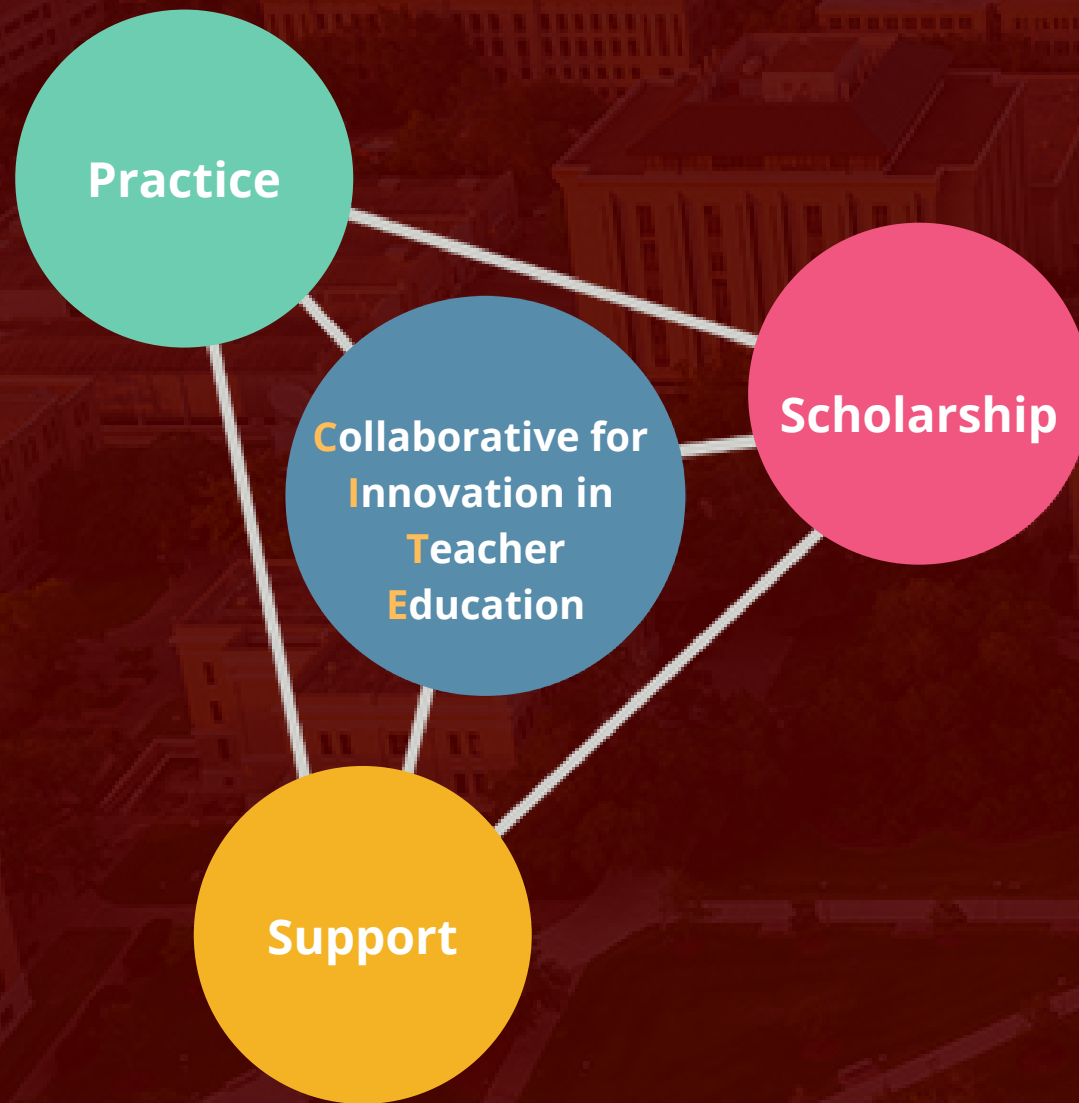 Practice
Scholarship
Collaborative for
Innovation in
Teacher
Education
Support